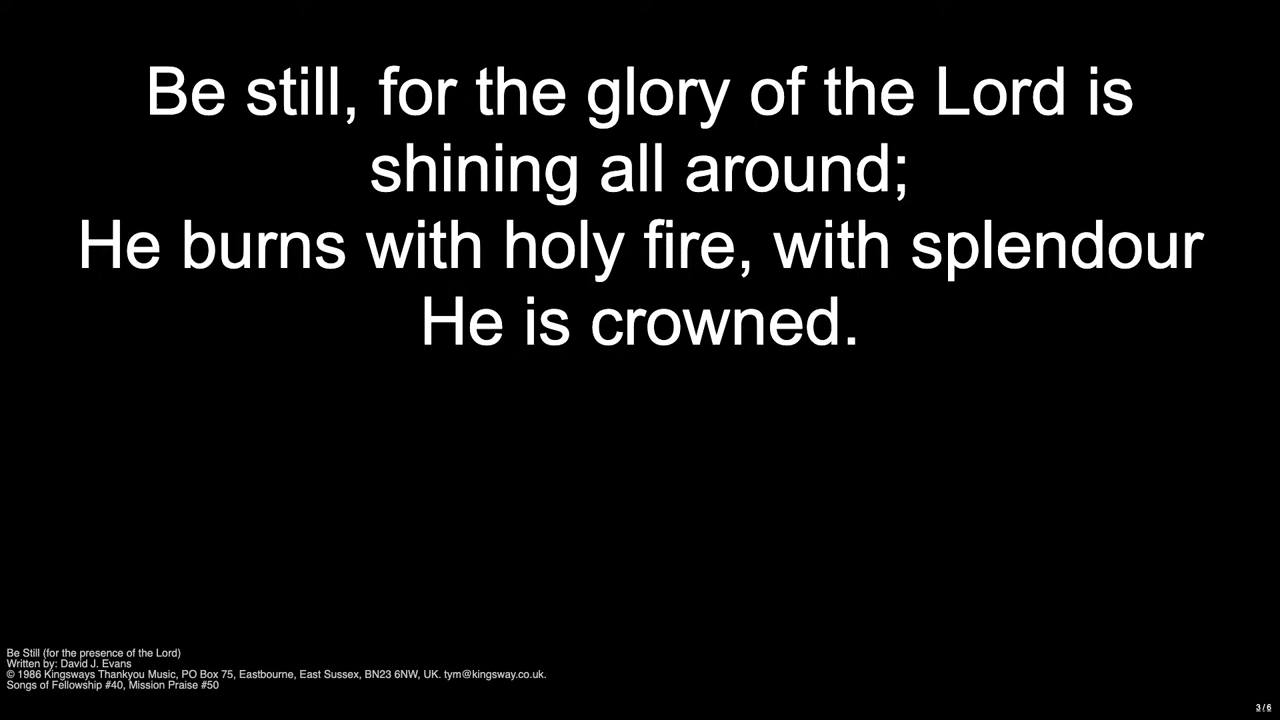 Be still, for the glory of the Lord is
shining all around;
He burns with holy fire, with splendour
He is crowned.
Be Still (for the presence of the Lord)
Written by: David J. Evans
© 1986 Kingsways Thankyou Music, PO Box 75, Eastbourne, East Sussex, BN23 6NW, UK. tym@kingsway.co.uk.
Songs of Fellowship #40, Mission Praise #50
3 / 6